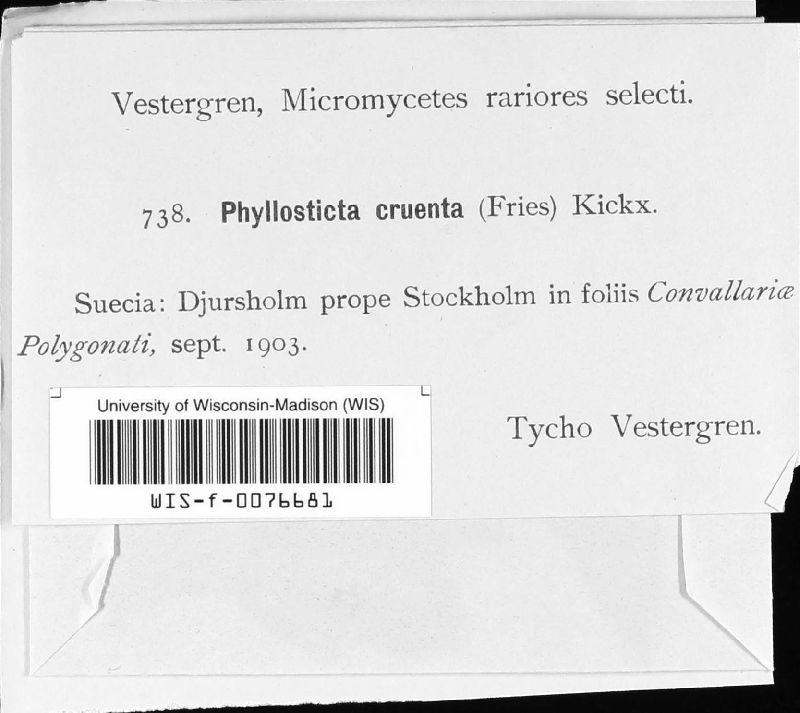 Vestergren, Micromycetes rariores selecti.
738. Phyllosticta cruenta (Fries) Kickx.
Suecia: Djursholm prope Stockholm in foliis Convallariæ
Polygonati, sept. 1903.
University of Wisconsin-Madison (WIS)
WIS-f-0076681
Tycho Vestergren.